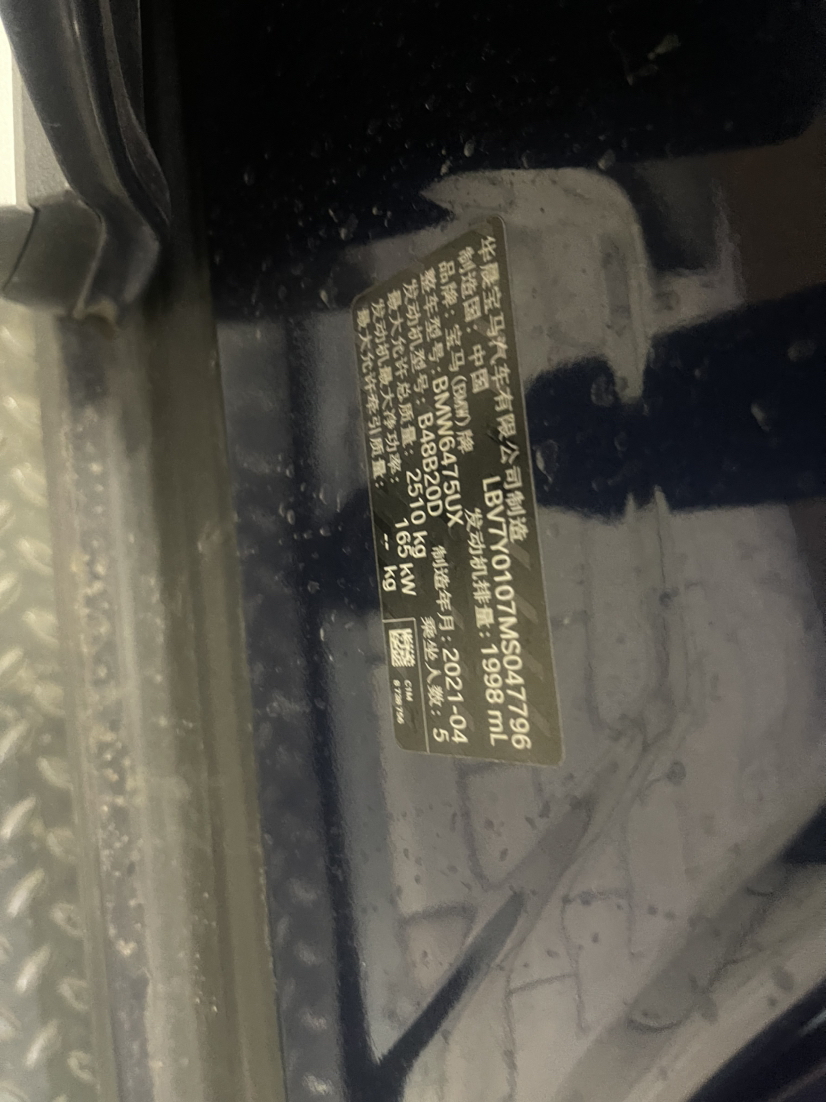 华晨宝马汽车有限公司制造
制造国：中国 LBV7Y0107MS047796
品牌：宝马(BMW)牌 发动机排量：1998 mL
整车型号：BMW6475UX
发动机型号：B48B20D 制造年月：2021-04
最大允许总质量：2510 kg 乘坐人数：5
发动机最大净功率：165 kW
最大允许牵引质量：-- kg